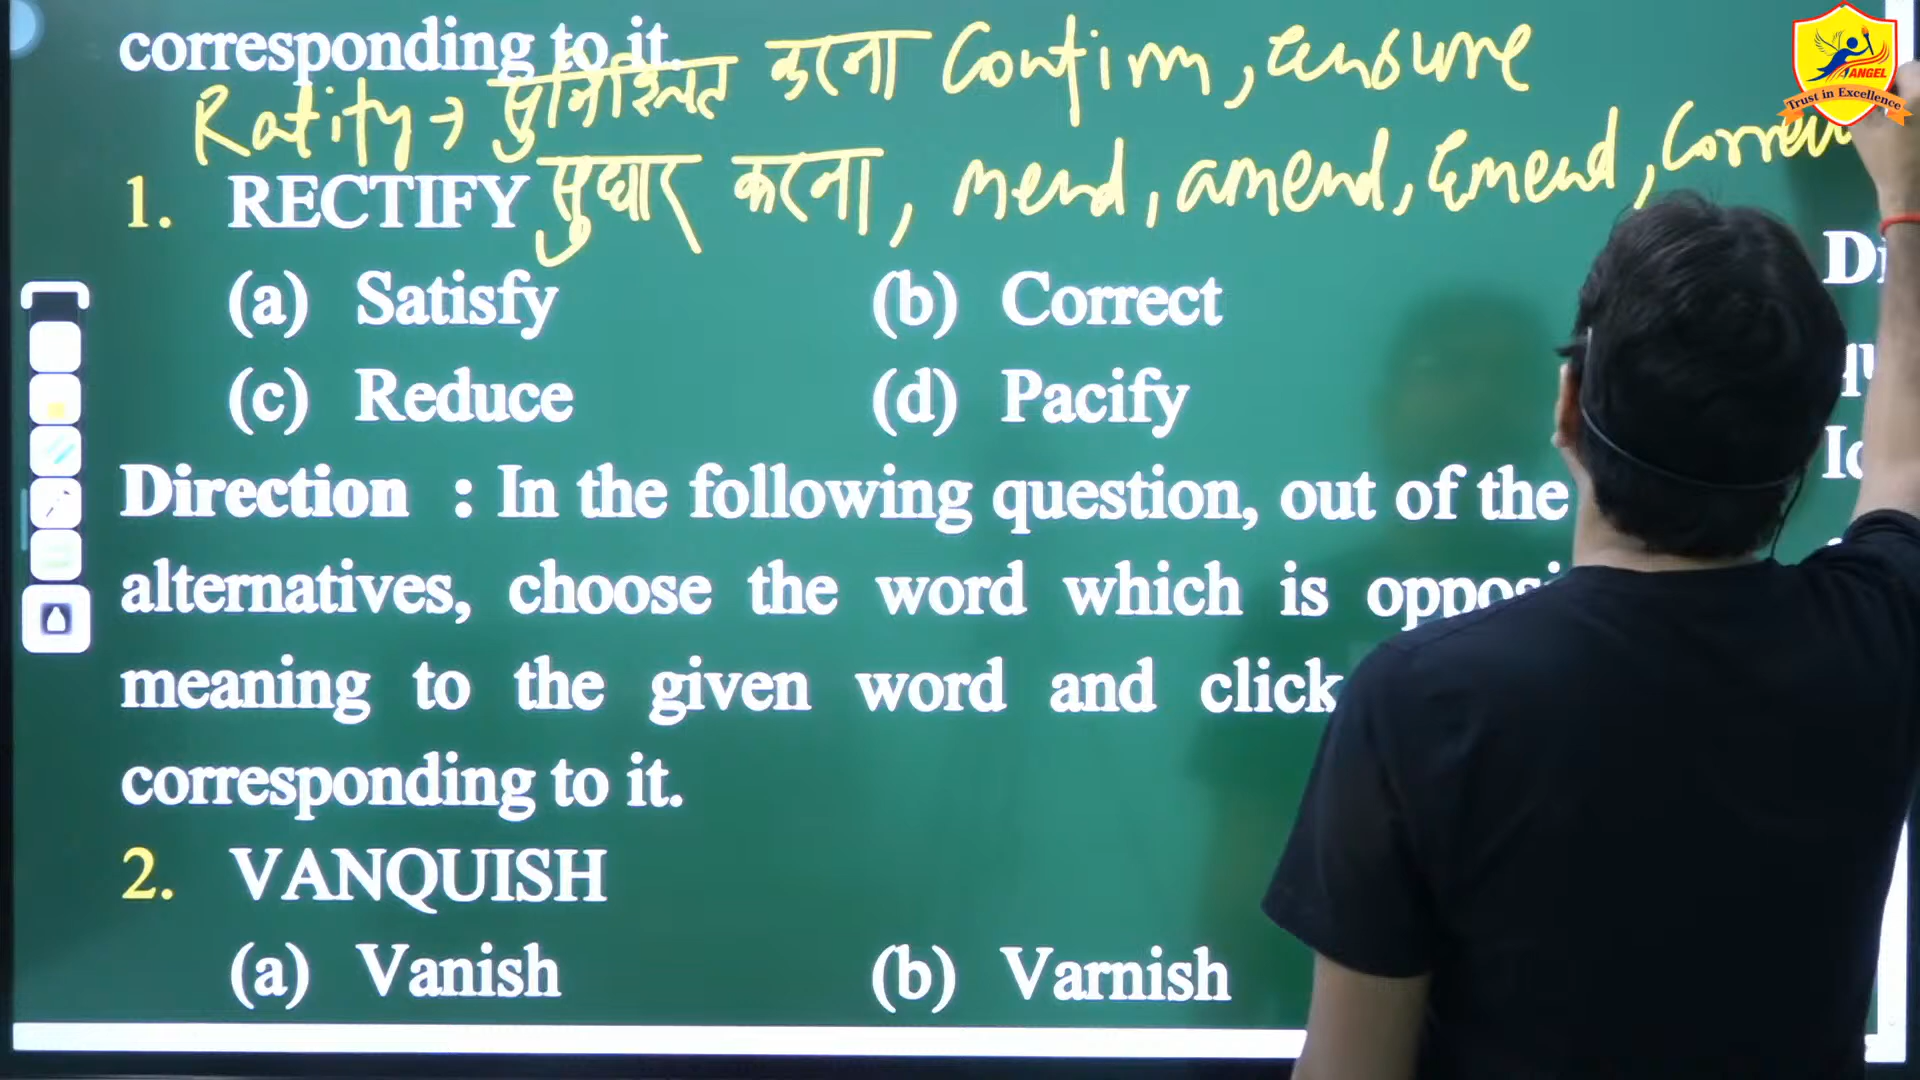 corresponding to it.
Ratify → सुनिश्चित करना Confirm, ensure
1. RECTIFY सुधार करना, mend, amend, Emend, Correct
(a) Satisfy (b) Correct
(c) Reduce (d) Pacify
Direction : In the following question, out of the
alternatives, choose the word which is
meaning to the given word and click
corresponding to it.
2. VANQUISH
(a) Vanish (b) Varnish
ANGEL
Trust in Excellence